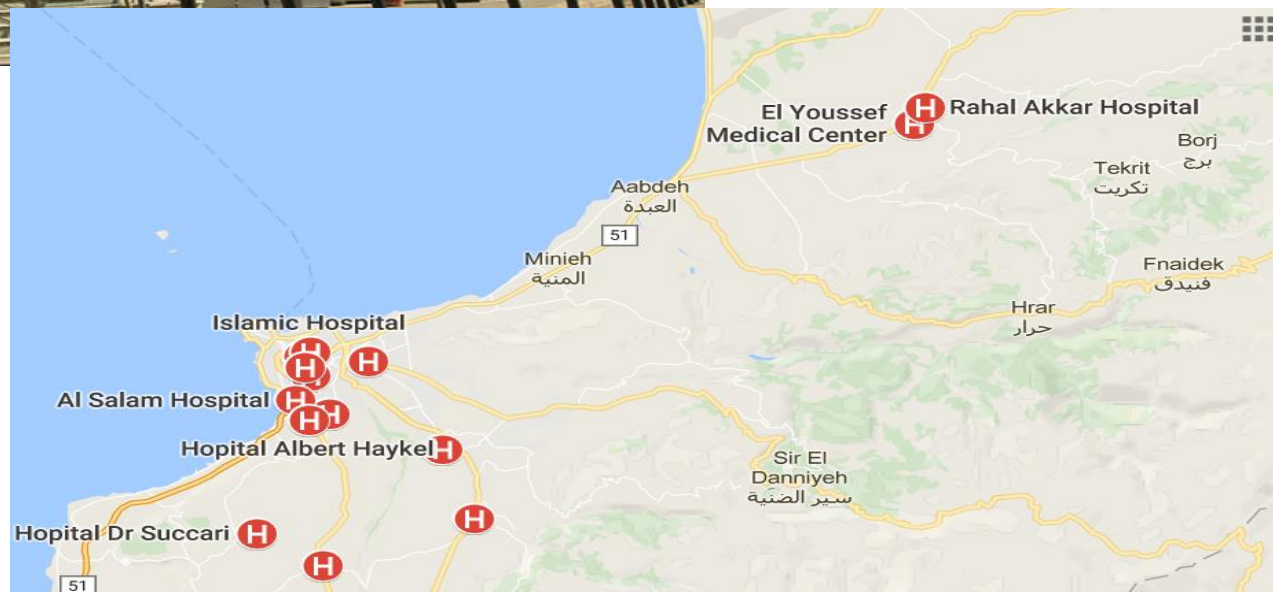 El Youssef
Medical Center
H
H
Rahal Akkar Hospital
Borj
برج
Tekrit
تكريت
Aabdeh
العبدة
51
Minieh
المنية
Fnaidek
فنيدق
Hrar
حرار
Islamic Hospital
H
H
H
H
Al Salam Hospital
H
H
H
Hopital Albert Haykel
H
Sir El
Danniyeh
سير الضنية
Hopital Dr Succari
H
H
H
51